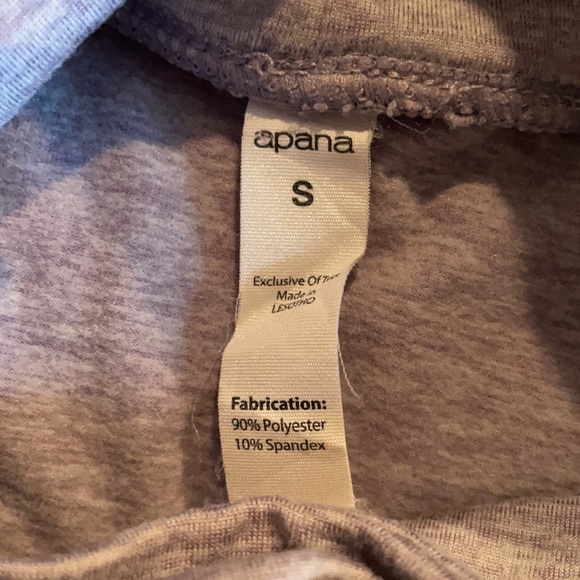 apana
S
Exclusive Of Trim
Made in
LESOTHO
Fabrication:
90% Polyester
10% Spandex